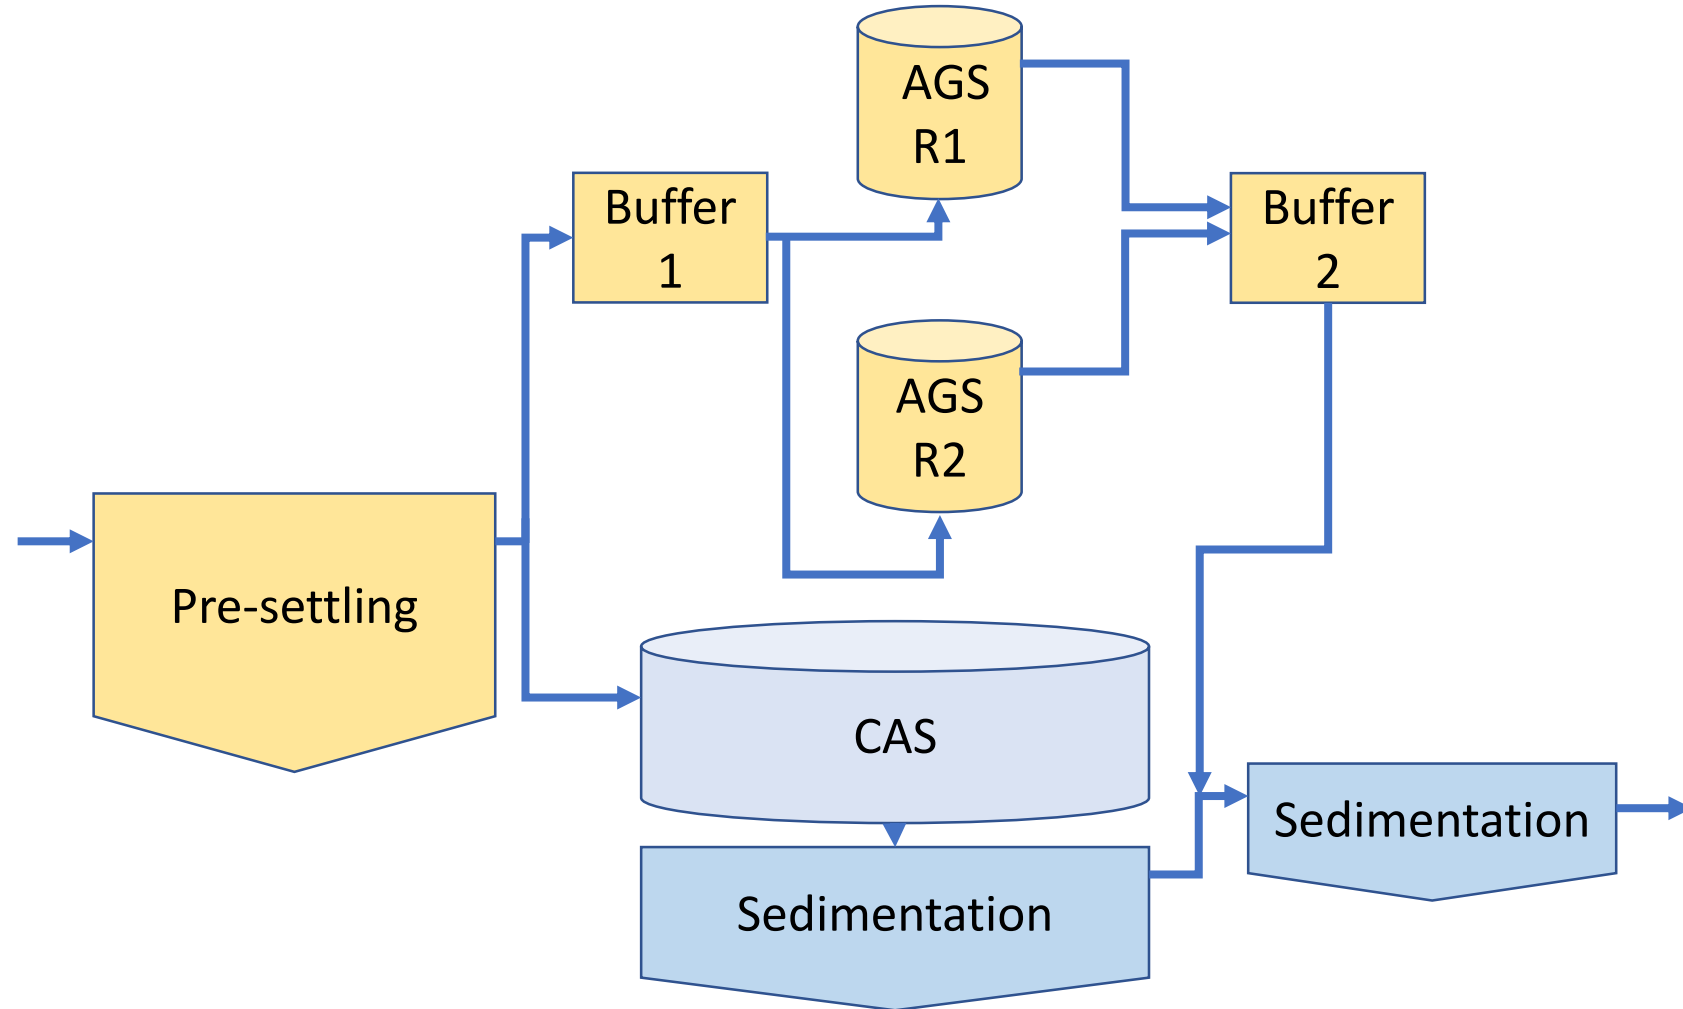 AGS
R1
Buffer
1
Buffer
2
AGS
R2
Pre-settling
CAS
Sedimentation
Sedimentation